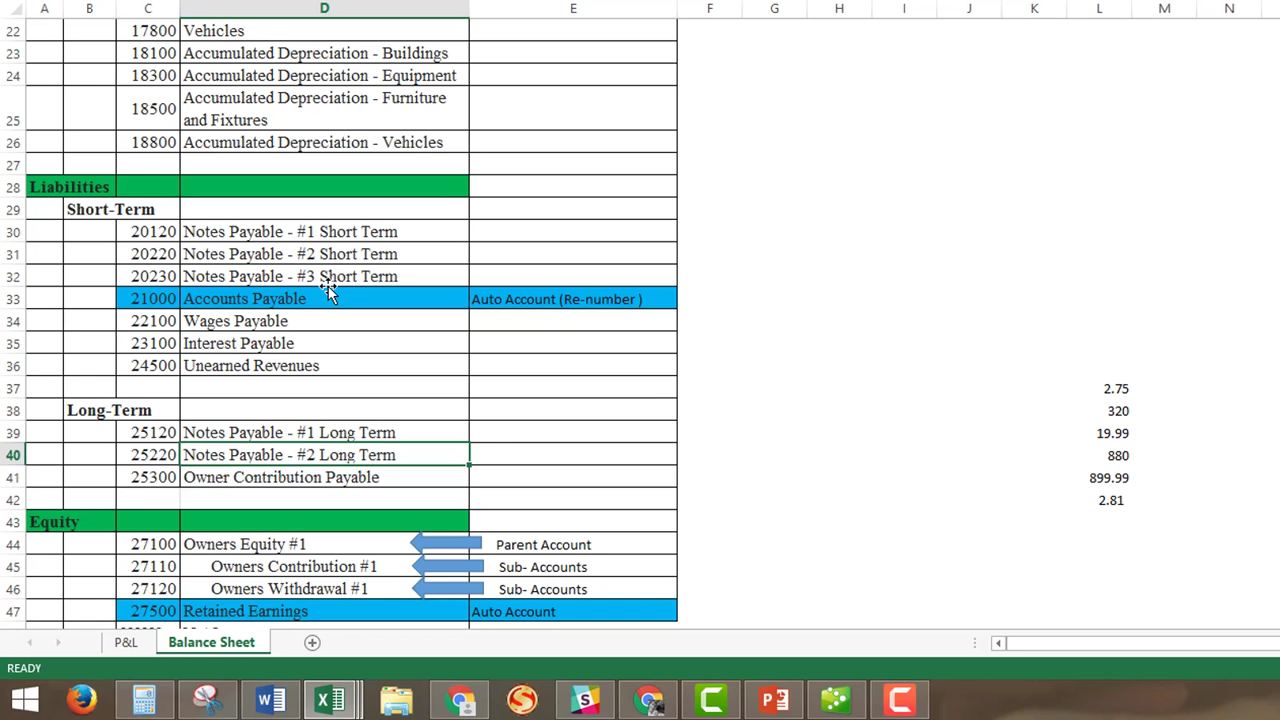 A B C D E F G H I J K L M N
22 17800 Vehicles
23 18100 Accumulated Depreciation - Buildings
24 18300 Accumulated Depreciation - Equipment
Accumulated Depreciation - Furniture
25 18500 and Fixtures
26 18800 Accumulated Depreciation - Vehicles
27
28 Liabilities
29 Short-Term
30 20120 Notes Payable - #1 Short Term
31 20220 Notes Payable - #2 Short Term
32 20230 Notes Payable - #3 Short Term
33 21000 Accounts Payable Auto Account (Re-number )
34 22100 Wages Payable
35 23100 Interest Payable
36 24500 Unearned Revenues
37 2.75
38 Long-Term 320
39 25120 Notes Payable - #1 Long Term 19.99
40 25220 Notes Payable - #2 Long Term 880
41 25300 Owner Contribution Payable 899.99
42 2.81
43 Equity
44 27100 Owners Equity #1 Parent Account
45 27110 Owners Contribution #1 Sub- Accounts
46 27120 Owners Withdrawal #1 Sub- Accounts
47 27500 Retained Earnings Auto Account
P&L Balance Sheet
READY